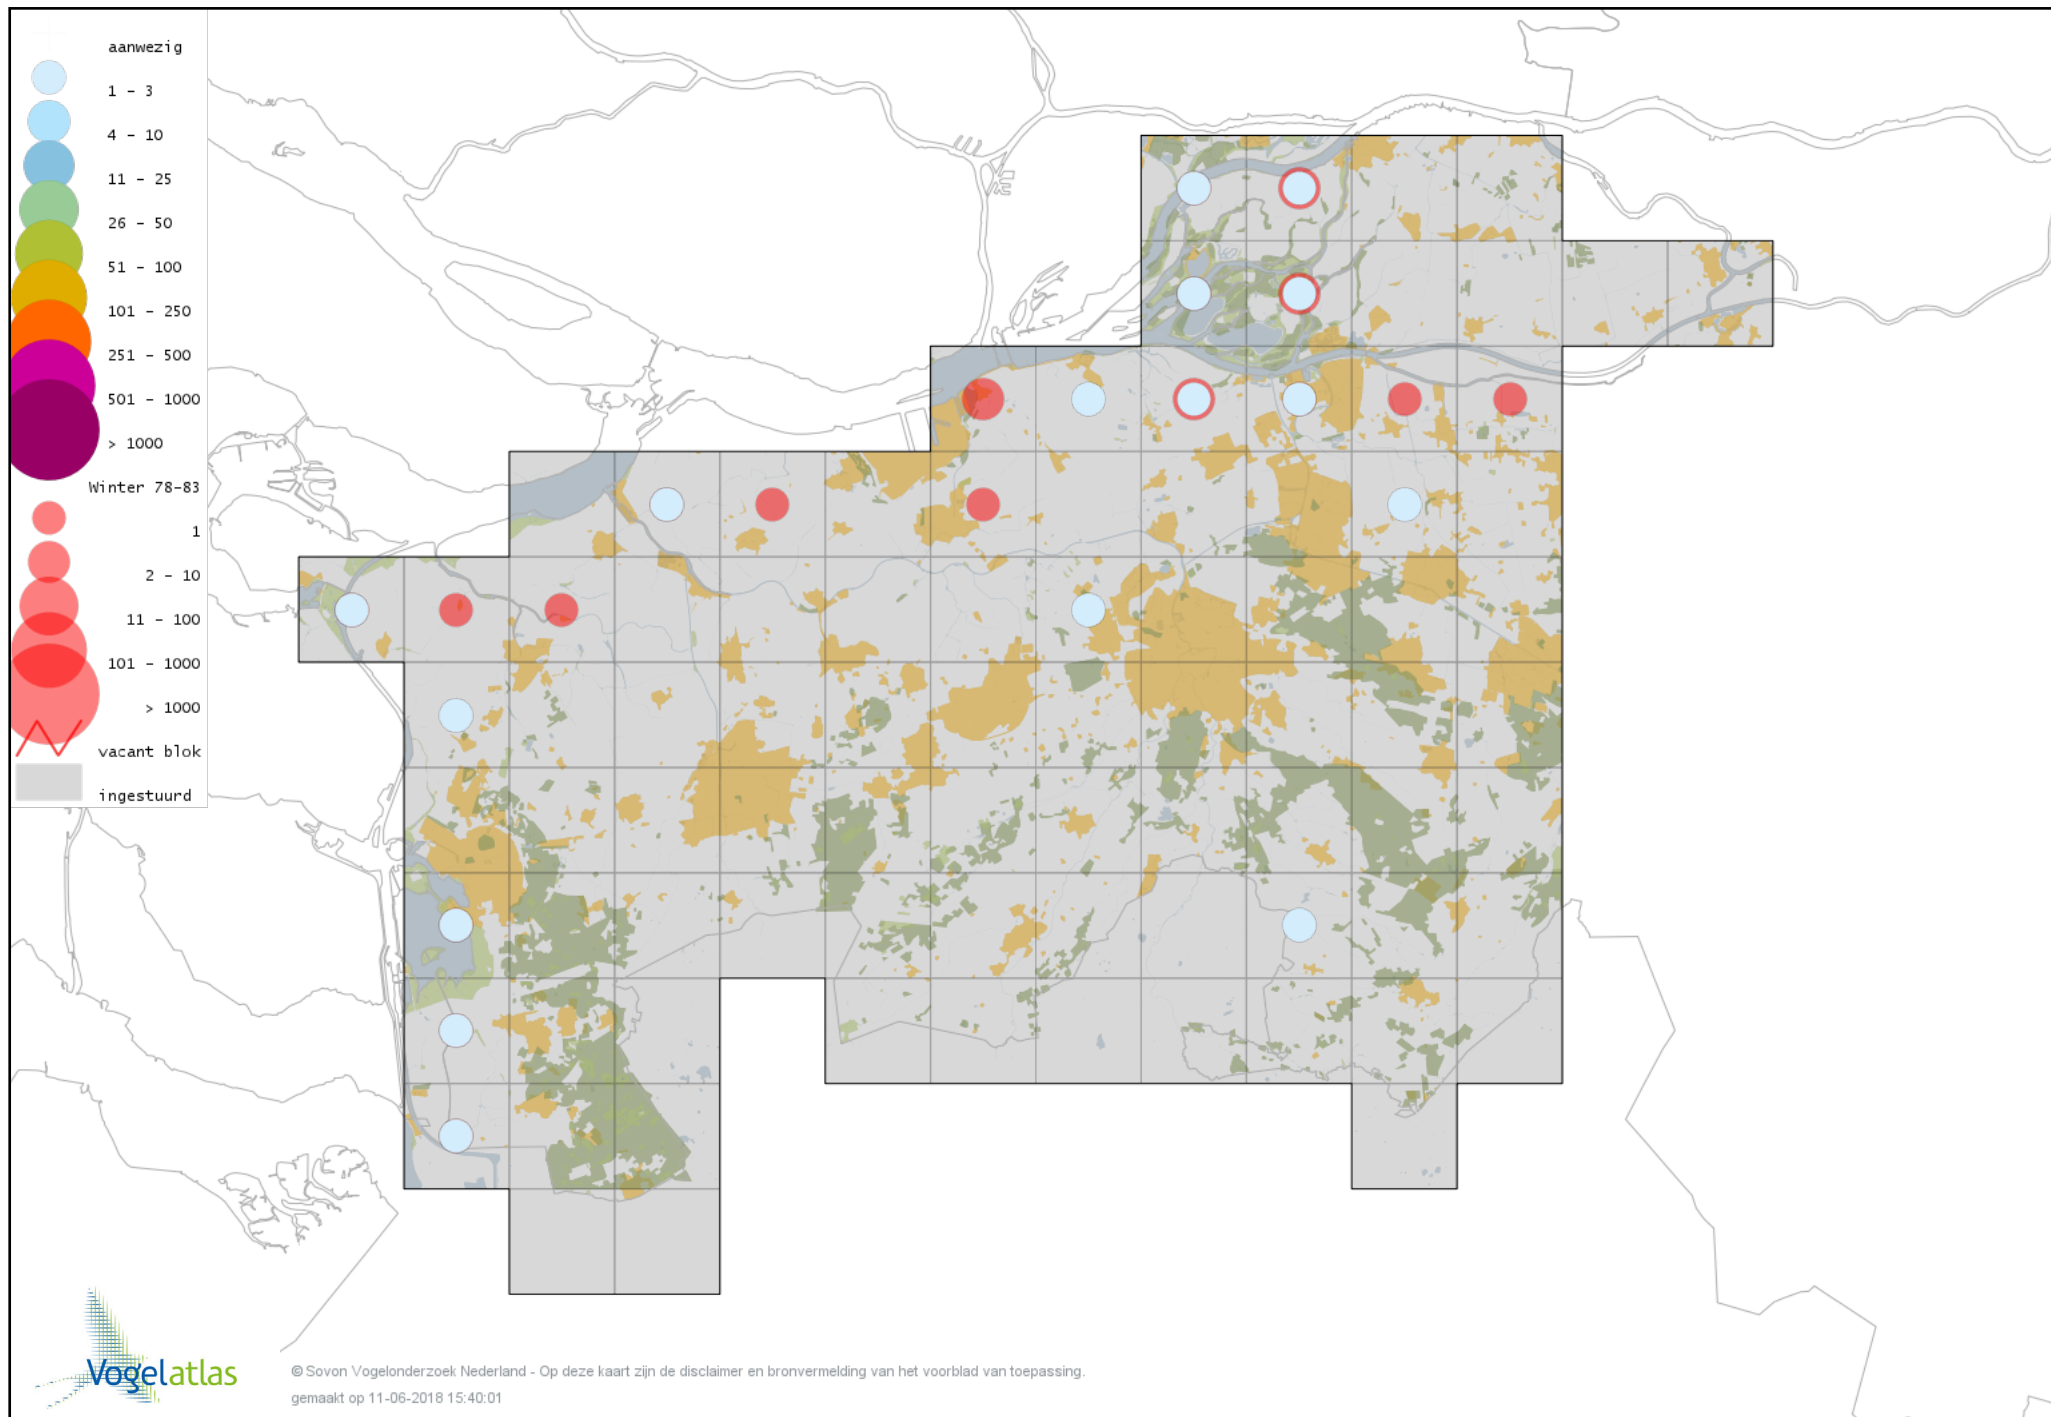 aanwezig
1 - 3
4 - 10
11 - 25
26 - 50
51 - 100
101 - 250
251 - 500
501 - 1000
> 1000
Winter 78-83
1
2 - 10
11 - 100
101 - 1000
> 1000
vacant blok
ingestuurd
Vogelatlas
© Sovon Vogelonderzoek Nederland - Op deze kaart zijn de disclaimer en bronvermelding van het voorblad van toepassing.
gemaakt op 11-06-2018 15:40:01